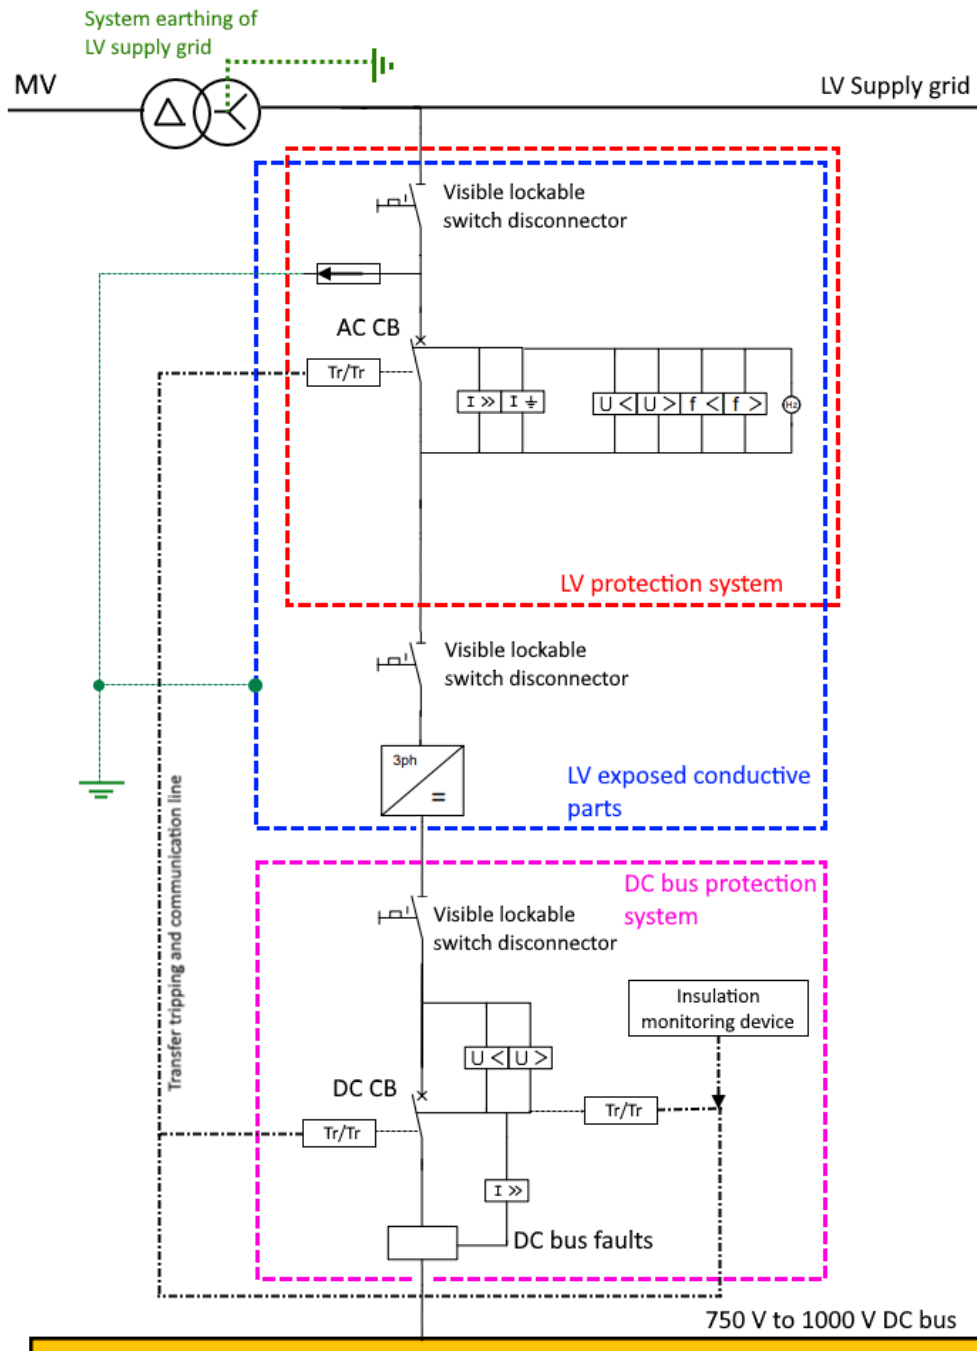 System earthing of
LV supply grid
MV
LV Supply grid
Visible lockable
switch disconnector
AC CB
Tr/Tr
I >>
I ⏚
U <
U >
f <
f >
Hz
LV protection system
Visible lockable
switch disconnector
3ph
=
LV exposed conductive
parts
Transfer tripping and communication line
DC bus protection
system
Visible lockable
switch disconnector
Insulation
monitoring device
U <
U >
DC CB
Tr/Tr
Tr/Tr
I >>
DC bus faults
750 V to 1000 V DC bus